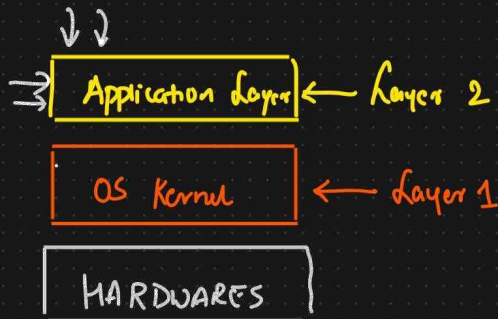 Application Layer ← Layer 2
OS Kernel ← Layer 1
HARDWARES